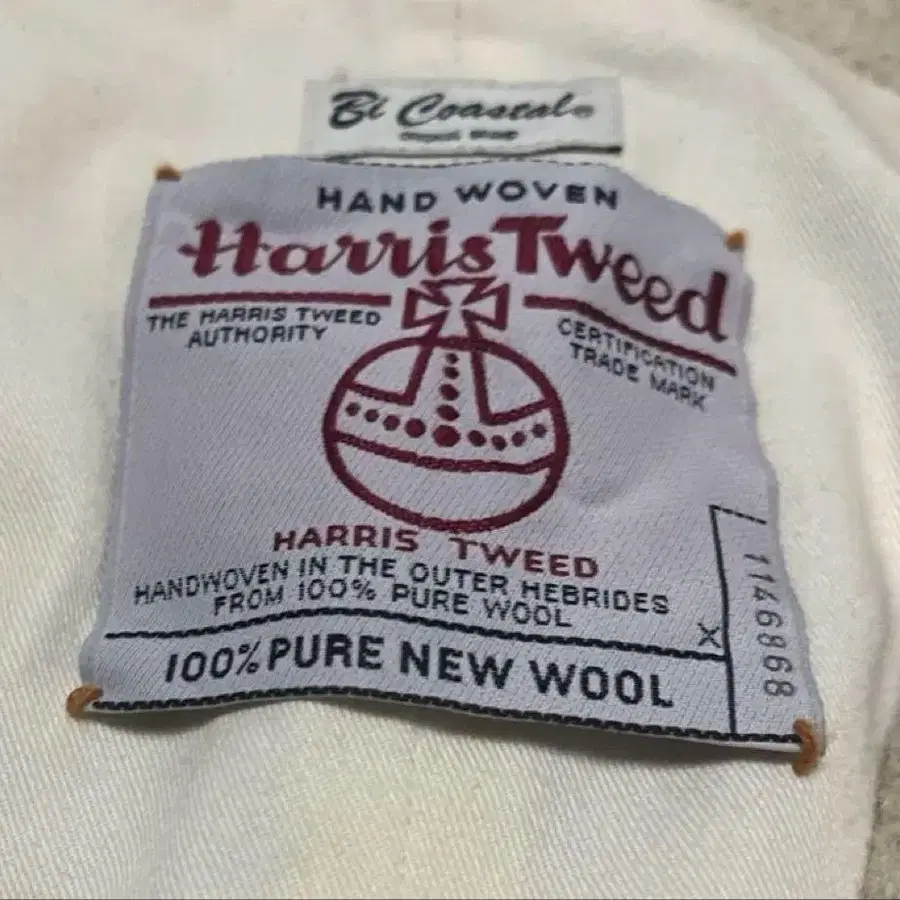 Bi Coastal
HAND WOVEN
Harris Tweed
THE HARRIS TWEED
AUTHORITY
CERTIFICATION
TRADE MARK
HARRIS TWEED
HANDWOVEN IN THE OUTER HEBRIDES
FROM 100% PURE WOOL
100% PURE NEW WOOL
X
1146868